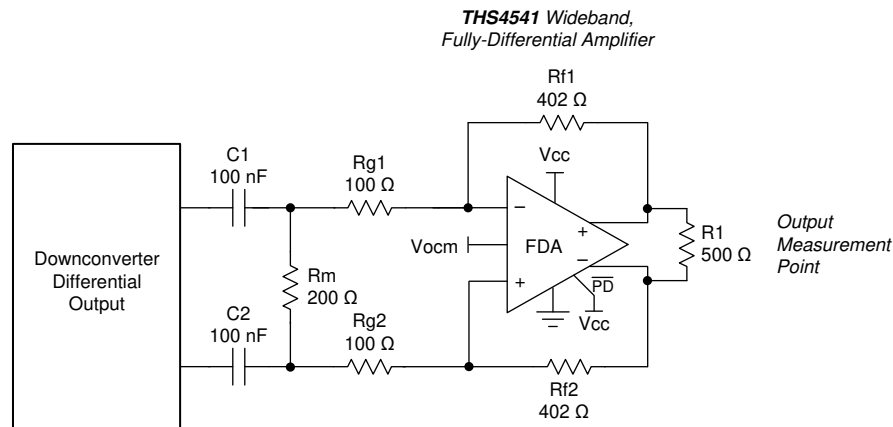 THS4541 Wideband,
Fully-Differential Amplifier
Rf1
402 Ω
C1
100 nF
Rg1
100 Ω
Vcc
−
+
Vocm
FDA
−
+
PD
Vcc
Downconverter
Differential
Output
Rm
200 Ω
R1
500 Ω
Output
Measurement
Point
C2
100 nF
Rg2
100 Ω
Rf2
402 Ω